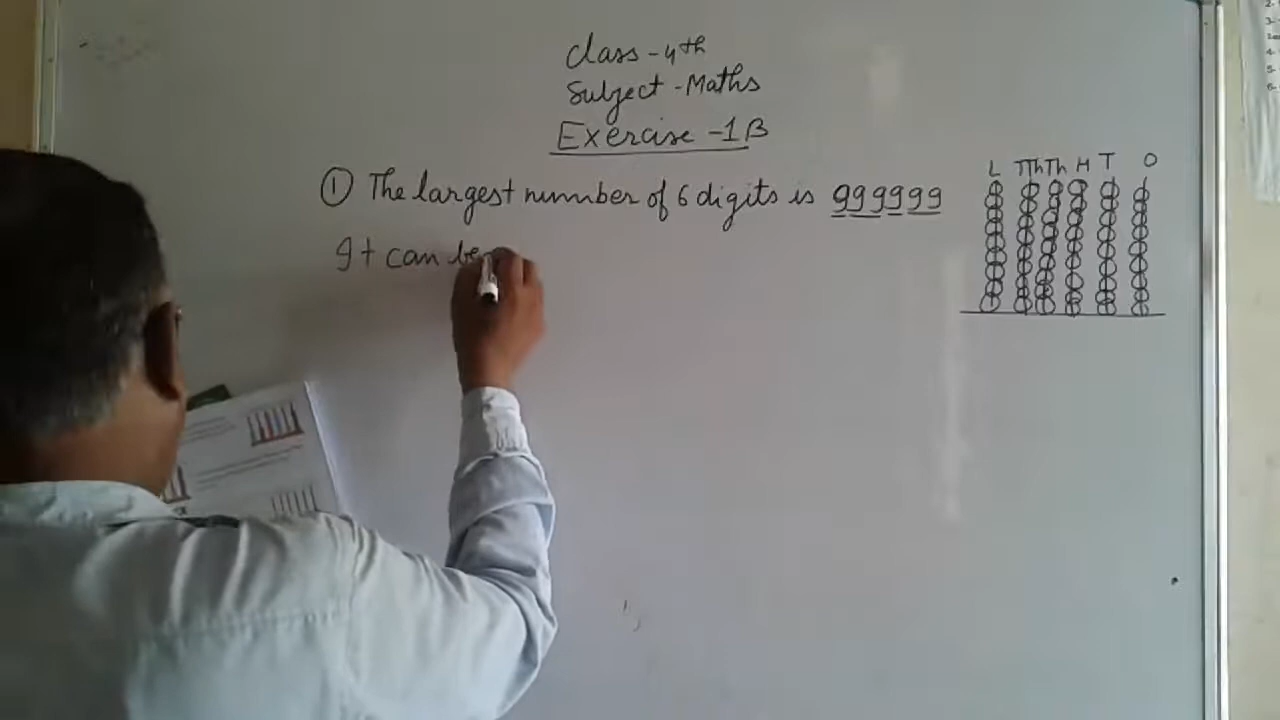 Class - 4th
Subject - Maths
Exercise - 1B
① The largest number of 6 digits is 999999
It can be
L TTh Th H T O